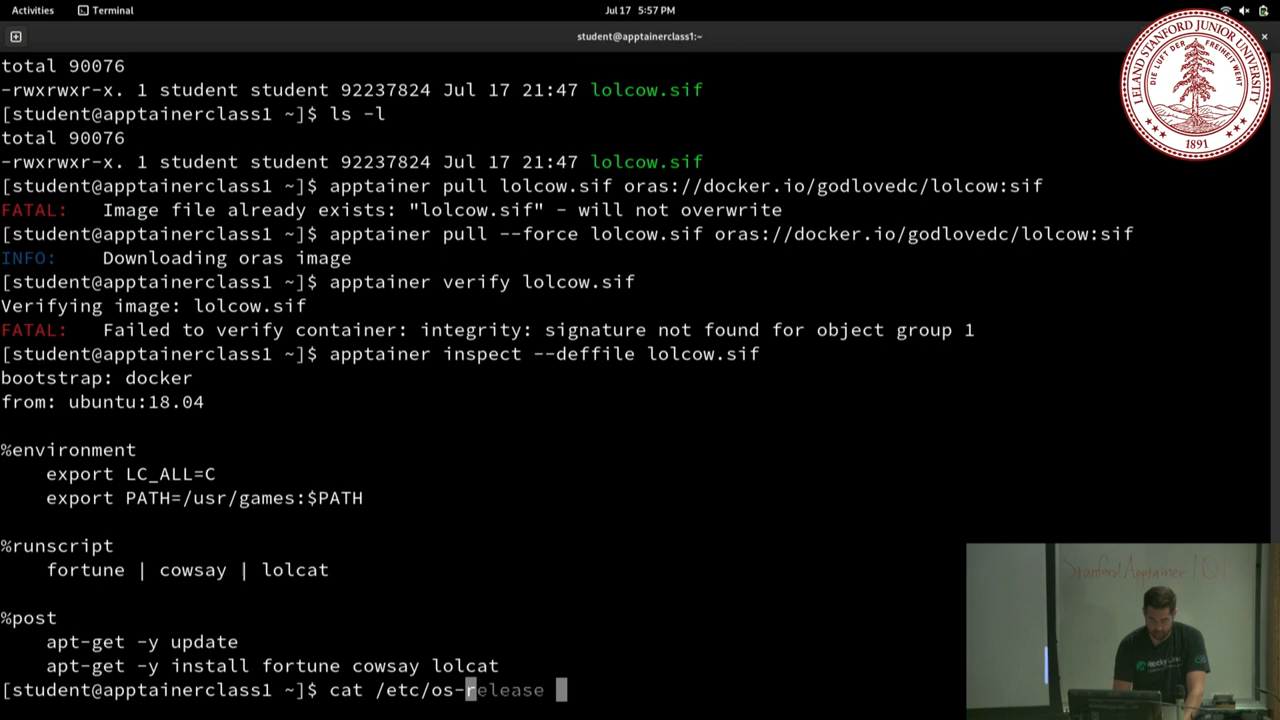 Activities
Terminal
Jul 17 5:57 PM
student@apptainerclass1:~
total 90076
-rwxrwxr-x. 1 student student 92237824 Jul 17 21:47 lolcow.sif
[student@apptainerclass1 ~]$ ls -l
total 90076
-rwxrwxr-x. 1 student student 92237824 Jul 17 21:47 lolcow.sif
[student@apptainerclass1 ~]$ apptainer pull lolcow.sif oras://docker.io/godlovedc/lolcow:sif
FATAL:   Image file already exists: "lolcow.sif" - will not overwrite
[student@apptainerclass1 ~]$ apptainer pull --force lolcow.sif oras://docker.io/godlovedc/lolcow:sif
INFO:    Downloading oras image
[student@apptainerclass1 ~]$ apptainer verify lolcow.sif
Verifying image: lolcow.sif
FATAL:   Failed to verify container: integrity: signature not found for object group 1
[student@apptainerclass1 ~]$ apptainer inspect --deffile lolcow.sif
bootstrap: docker
from: ubuntu:18.04
%environment
    export LC_ALL=C
    export PATH=/usr/games:$PATH
%runscript
    fortune | cowsay | lolcat
%post
    apt-get -y update
    apt-get -y install fortune cowsay lolcat
[student@apptainerclass1 ~]$ cat /etc/os-release
LELAND STANFORD JUNIOR UNIVERSITY
DIE LUFT DER FREIHEIT WEHT
1891
Stanford Apptainer 101
Rocky Linux